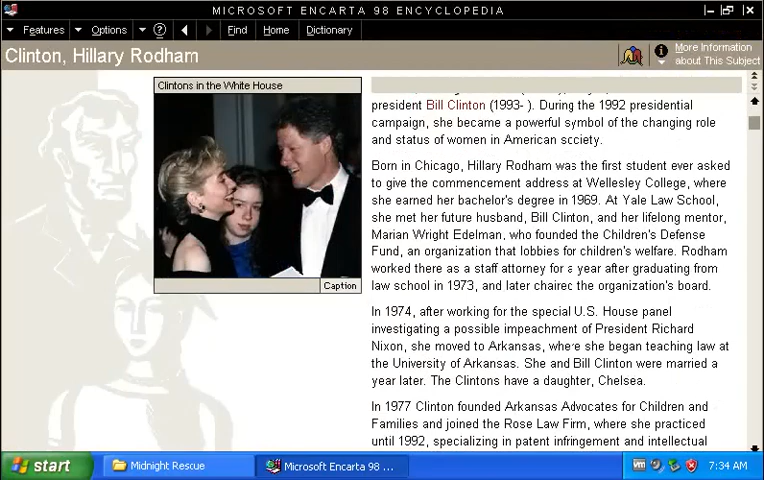 MICROSOFT ENCARTA 98 ENCYCLOPEDIA
Features Options Find Home Dictionary
Clinton, Hillary Rodham
More Information
about This Subject
Clintons in the White House
Caption
president Bill Clinton (1993- ). During the 1992 presidential
campaign, she became a powerful symbol of the changing role
and status of women in American society.
Born in Chicago, Hillary Rodham was the first student ever asked
to give the commencement address at Wellesley College, where
she earned her bachelor's degree in 1969. At Yale Law School,
she met her future husband, Bill Clinton, and her lifelong mentor,
Marian Wright Edelman, who founded the Children's Defense
Fund, an organization that lobbies for children's welfare. Rodham
worked there as a staff attorney for a year after graduating from
law school in 1973, and later chaired the organization's board.
In 1974, after working for the special U.S. House panel
investigating a possible impeachment of President Richard
Nixon, she moved to Arkansas, where she began teaching law at
the University of Arkansas. She and Bill Clinton were married a
year later. The Clintons have a daughter, Chelsea.
In 1977 Clinton founded Arkansas Advocates for Children and
Families and joined the Rose Law Firm, where she practiced
until 1992, specializing in patent infringement and intellectual
start Midnight Rescue Microsoft Encarta 98 ... vm 7:34 AM